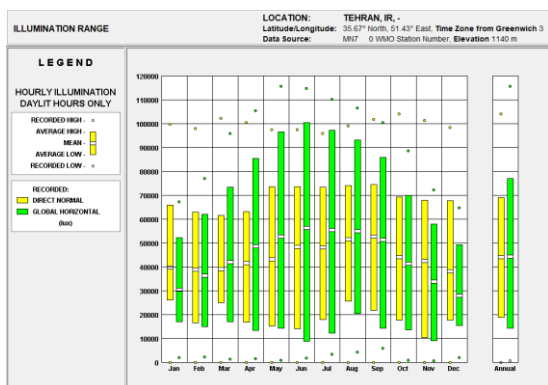 ILLUMINATION RANGE
LOCATION: TEHRAN, IR, -
Latitude/Longitude: 35.67° North, 51.43° East, Time Zone from Greenwich 3
Data Source: MN7 0 WMO Station Number, Elevation 1140 m
LEGEND
HOURLY ILLUMINATION
DAYLIT HOURS ONLY
RECORDED HIGH -
AVERAGE HIGH -
MEAN -
AVERAGE LOW -
RECORDED LOW -
RECORDED:
DIRECT NORMAL
GLOBAL HORIZONTAL
(lux)
120000
110000
100000
90000
80000
70000
60000
50000
40000
30000
20000
10000
0
Jan Feb Mar Apr May Jun Jul Aug Sep Oct Nov Dec Annual